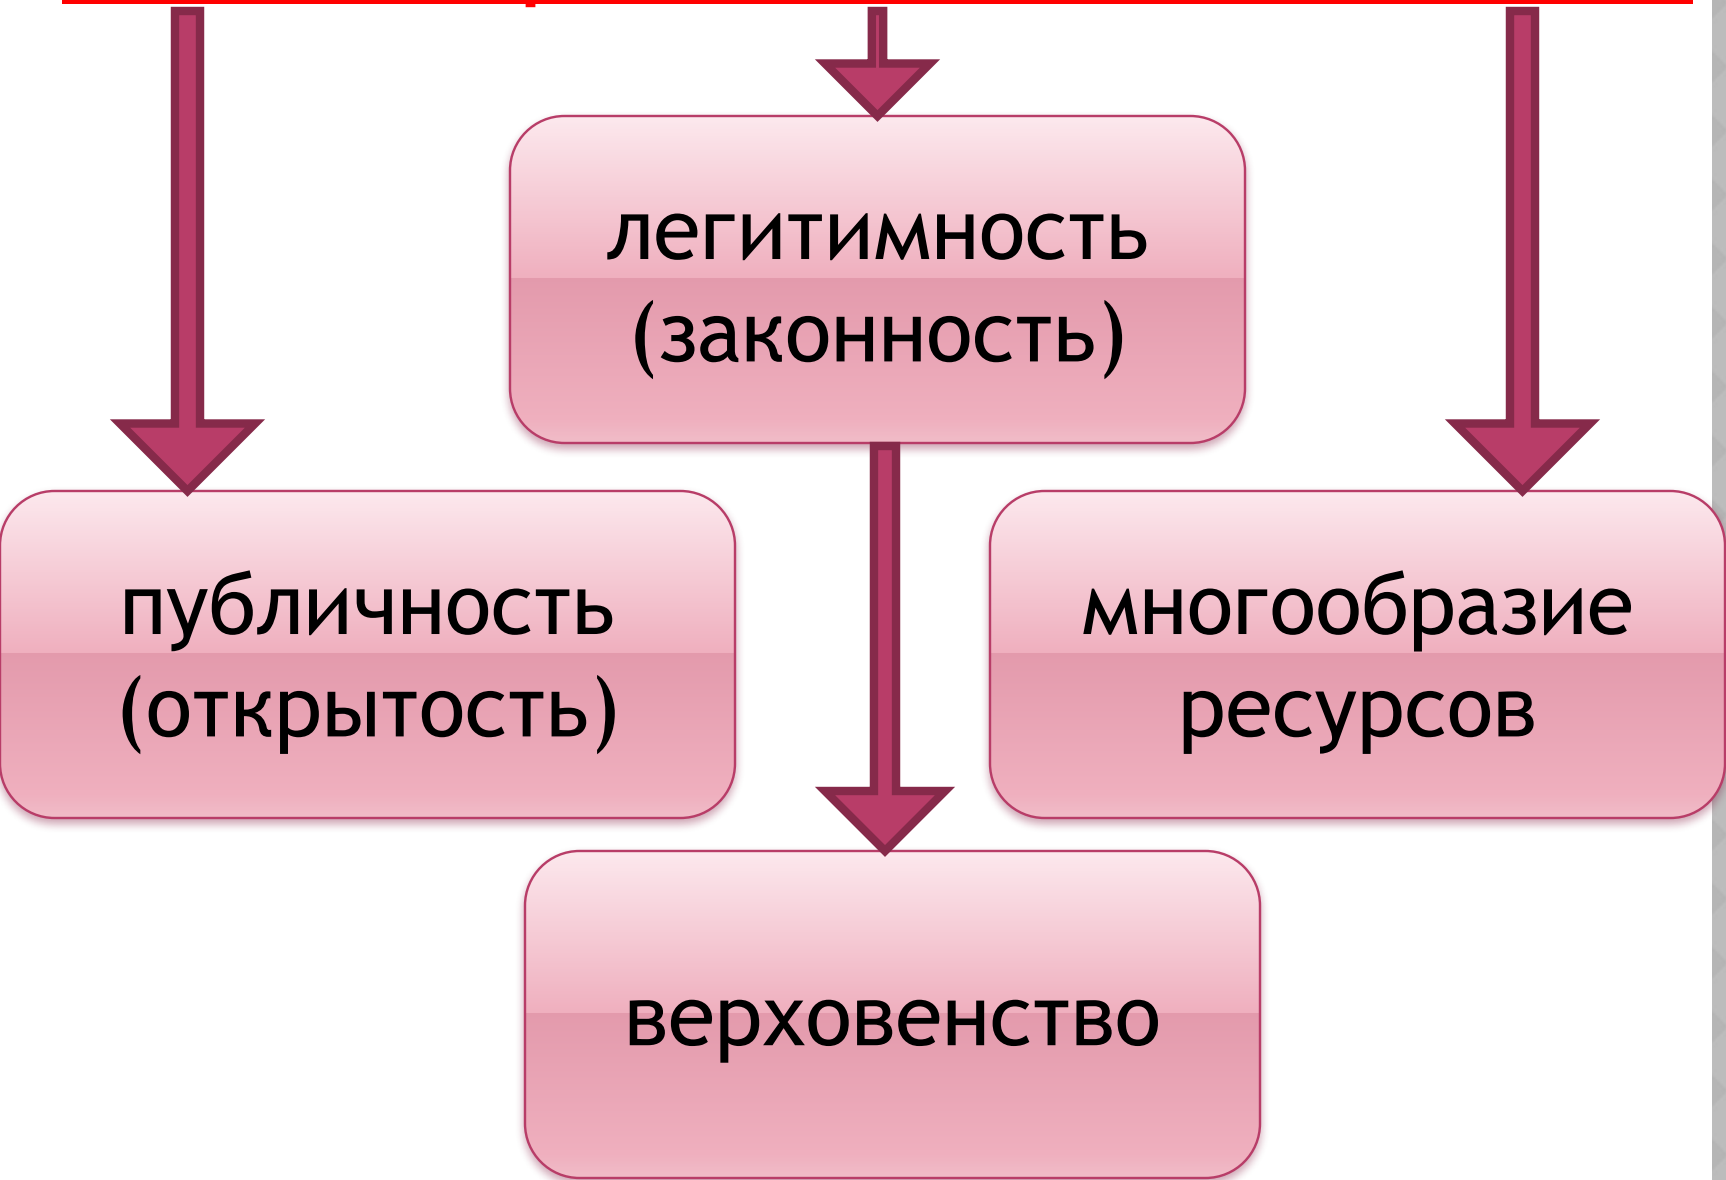 легитимность
(законность)
публичность
(открытость)
многообразие
ресурсов
верховенство